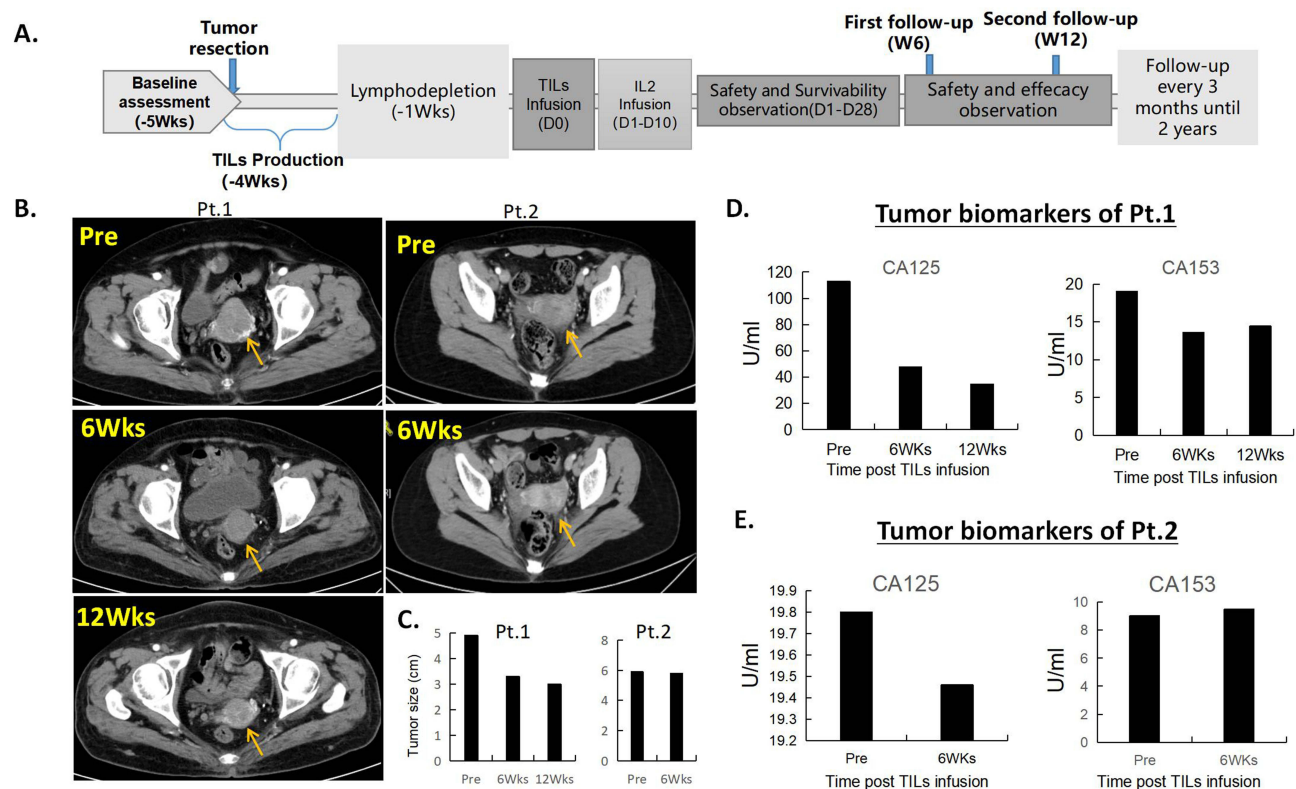 A.
Tumor
resection
First follow-up
(W6)
Second follow-up
(W12)
Baseline
assessment
(-5Wks)
Lymphodepletion
(-1Wks)
TILs
Infusion
(D0)
IL2
Infusion
(D1-D10)
Safety and Survivability
observation(D1-D28)
Safety and effecacy
observation
Follow-up
every 3
months until
2 years
TILs Production
(-4Wks)
B.
Pt.1
Pt.2
Pre
Pre
6Wks
6Wks
12Wks
C.
Pt.1
Pt.2
Tumor size (cm)
5
4
3
2
1
0
Pre
6Wks
12Wks
8
6
4
2
0
Pre
6Wks
D.
Tumor biomarkers of Pt.1
CA125
U/ml
120
100
80
60
40
20
0
Pre
6WKs
12Wks
Time post TILs infusion
CA153
U/ml
20
15
10
5
0
Pre
6WKs
12Wks
Time post TILs infusion
E.
Tumor biomarkers of Pt.2
CA125
U/ml
19.9
19.8
19.7
19.6
19.5
19.4
19.3
19.2
Pre
6WKs
Time post TILs infusion
CA153
U/ml
10
8
6
4
2
0
Pre
6WKs
Time post TILs infusion